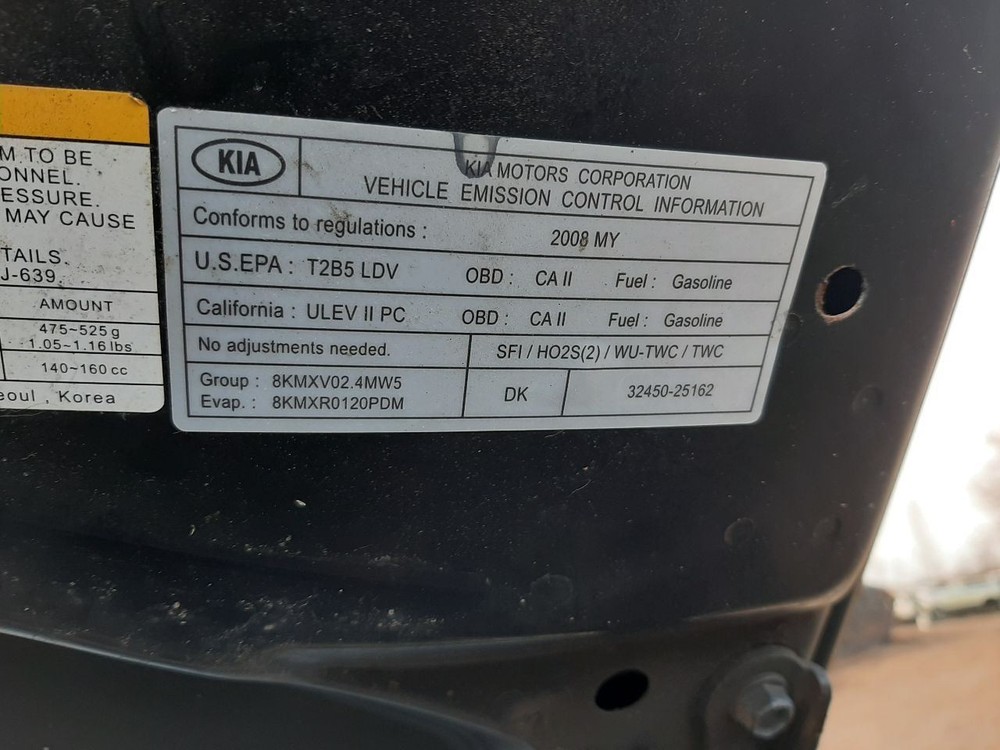 M TO BE
ONNEL.
ESSURE.
MAY CAUSE
TAILS.
J-639.
AMOUNT
475~525 g
1.05~1.16 lbs
140~160 cc
eoul , Korea
KIA
KIA MOTORS CORPORATION
VEHICLE EMISSION CONTROL INFORMATION
Conforms to regulations : 2008 MY
U.S.EPA : T2B5 LDV OBD : CA II Fuel : Gasoline
California : ULEV II PC OBD : CA II Fuel : Gasoline
No adjustments needed. SFI / HO2S(2) / WU-TWC / TWC
Group : 8KMXV02.4MW5
Evap. : 8KMXR0120PDM
DK 32450-25162